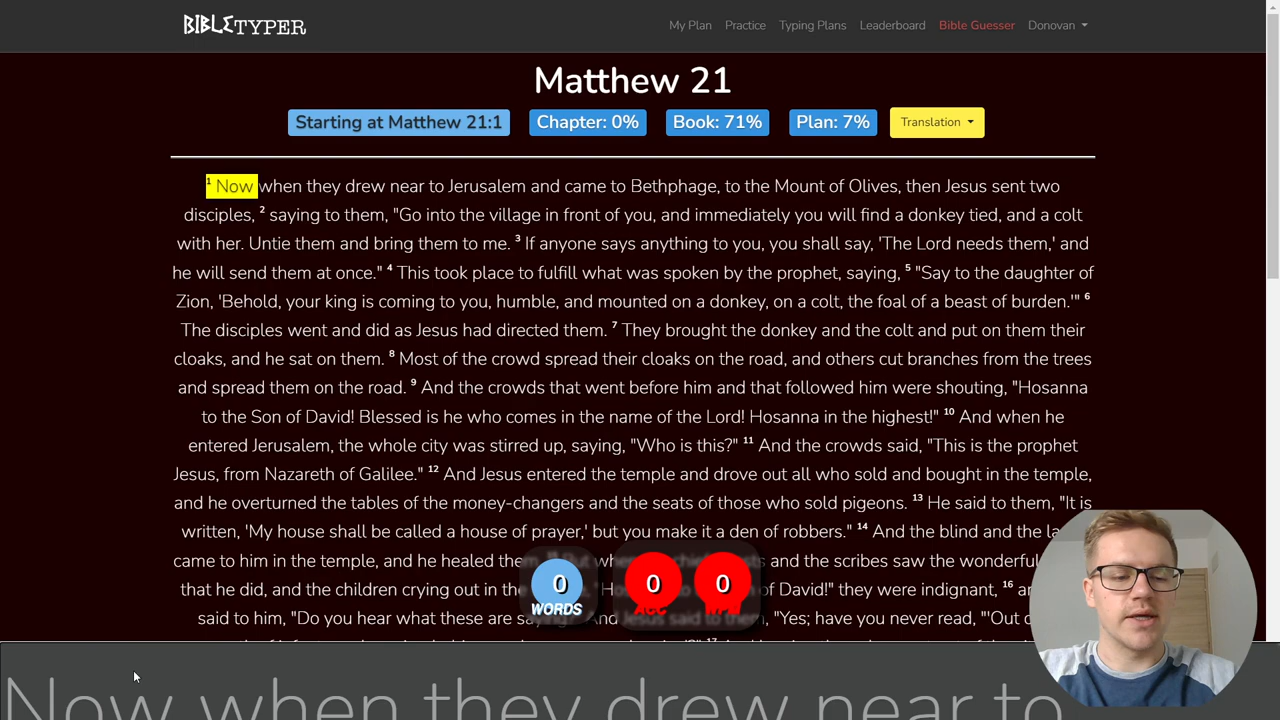 BIBLETYPER
My Plan Practice Typing Plans Leaderboard Bible Guesser Donovan
Matthew 21
Starting at Matthew 21:1 Chapter: 0% Book: 71% Plan: 7% Translation
1 Now when they drew near to Jerusalem and came to Bethphage, to the Mount of Olives, then Jesus sent two
disciples, 2 saying to them, "Go into the village in front of you, and immediately you will find a donkey tied, and a colt
with her. Untie them and bring them to me. 3 If anyone says anything to you, you shall say, 'The Lord needs them,' and
he will send them at once." 4 This took place to fulfill what was spoken by the prophet, saying, 5 "Say to the daughter of
Zion, 'Behold, your king is coming to you, humble, and mounted on a donkey, on a colt, the foal of a beast of burden.'" 6
The disciples went and did as Jesus had directed them. 7 They brought the donkey and the colt and put on them their
cloaks, and he sat on them. 8 Most of the crowd spread their cloaks on the road, and others cut branches from the trees
and spread them on the road. 9 And the crowds that went before him and that followed him were shouting, "Hosanna
to the Son of David! Blessed is he who comes in the name of the Lord! Hosanna in the highest!" 10 And when he
entered Jerusalem, the whole city was stirred up, saying, "Who is this?" 11 And the crowds said, "This is the prophet
Jesus, from Nazareth of Galilee." 12 And Jesus entered the temple and drove out all who sold and bought in the temple,
and he overturned the tables of the money-changers and the seats of those who sold pigeons. 13 He said to them, "It is
written, 'My house shall be called a house of prayer,' but you make it a den of robbers." 14 And the blind and the
came to him in the temple, and he healed them. and the scribes saw the wonderful
that he did, and the children crying out in the of David!" they were indignant, 16
said to him, "Do you hear what these are saying?" And Jesus said to them, "Yes; have you never read, "'Out
0 WORDS 0 ACC 0
Now when they drew near to